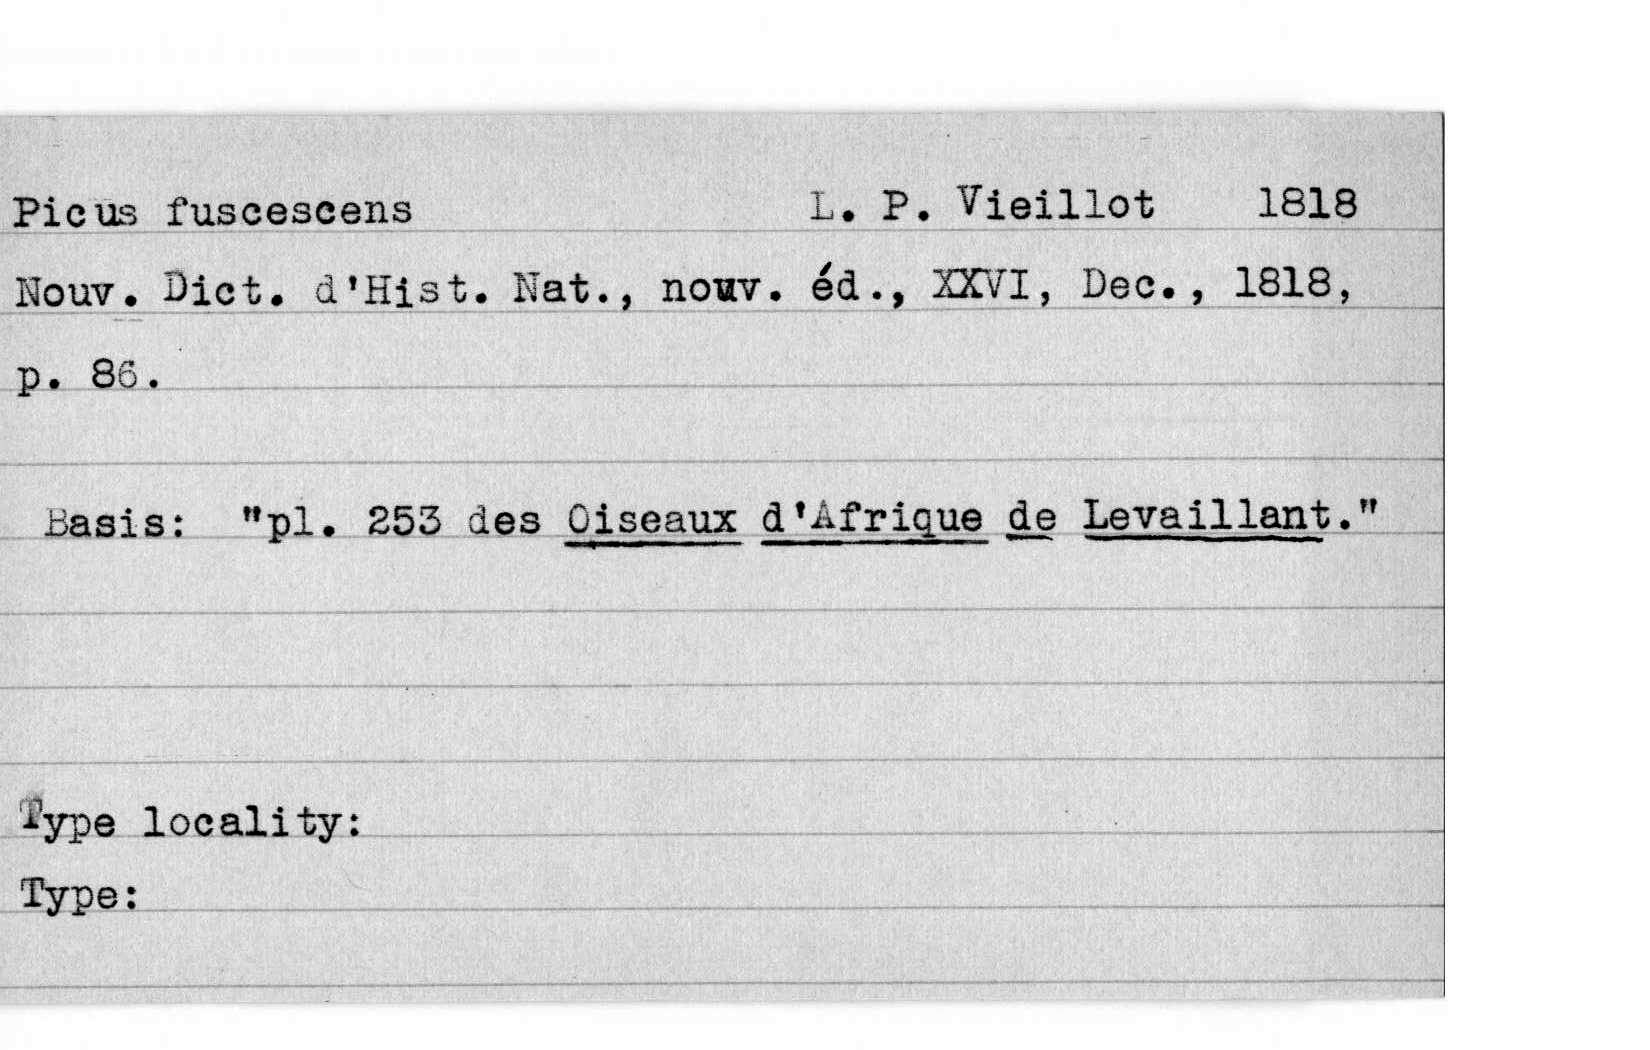 Picus fuscescens L. P. Vieillot 1818
Nouv. Dict. d'Hist. Nat., nouv. éd., XXVI, Dec., 1818,
p. 86.
Basis: "pl. 253 des Oiseaux d'Afrique de Levaillant."
Type locality:
Type: